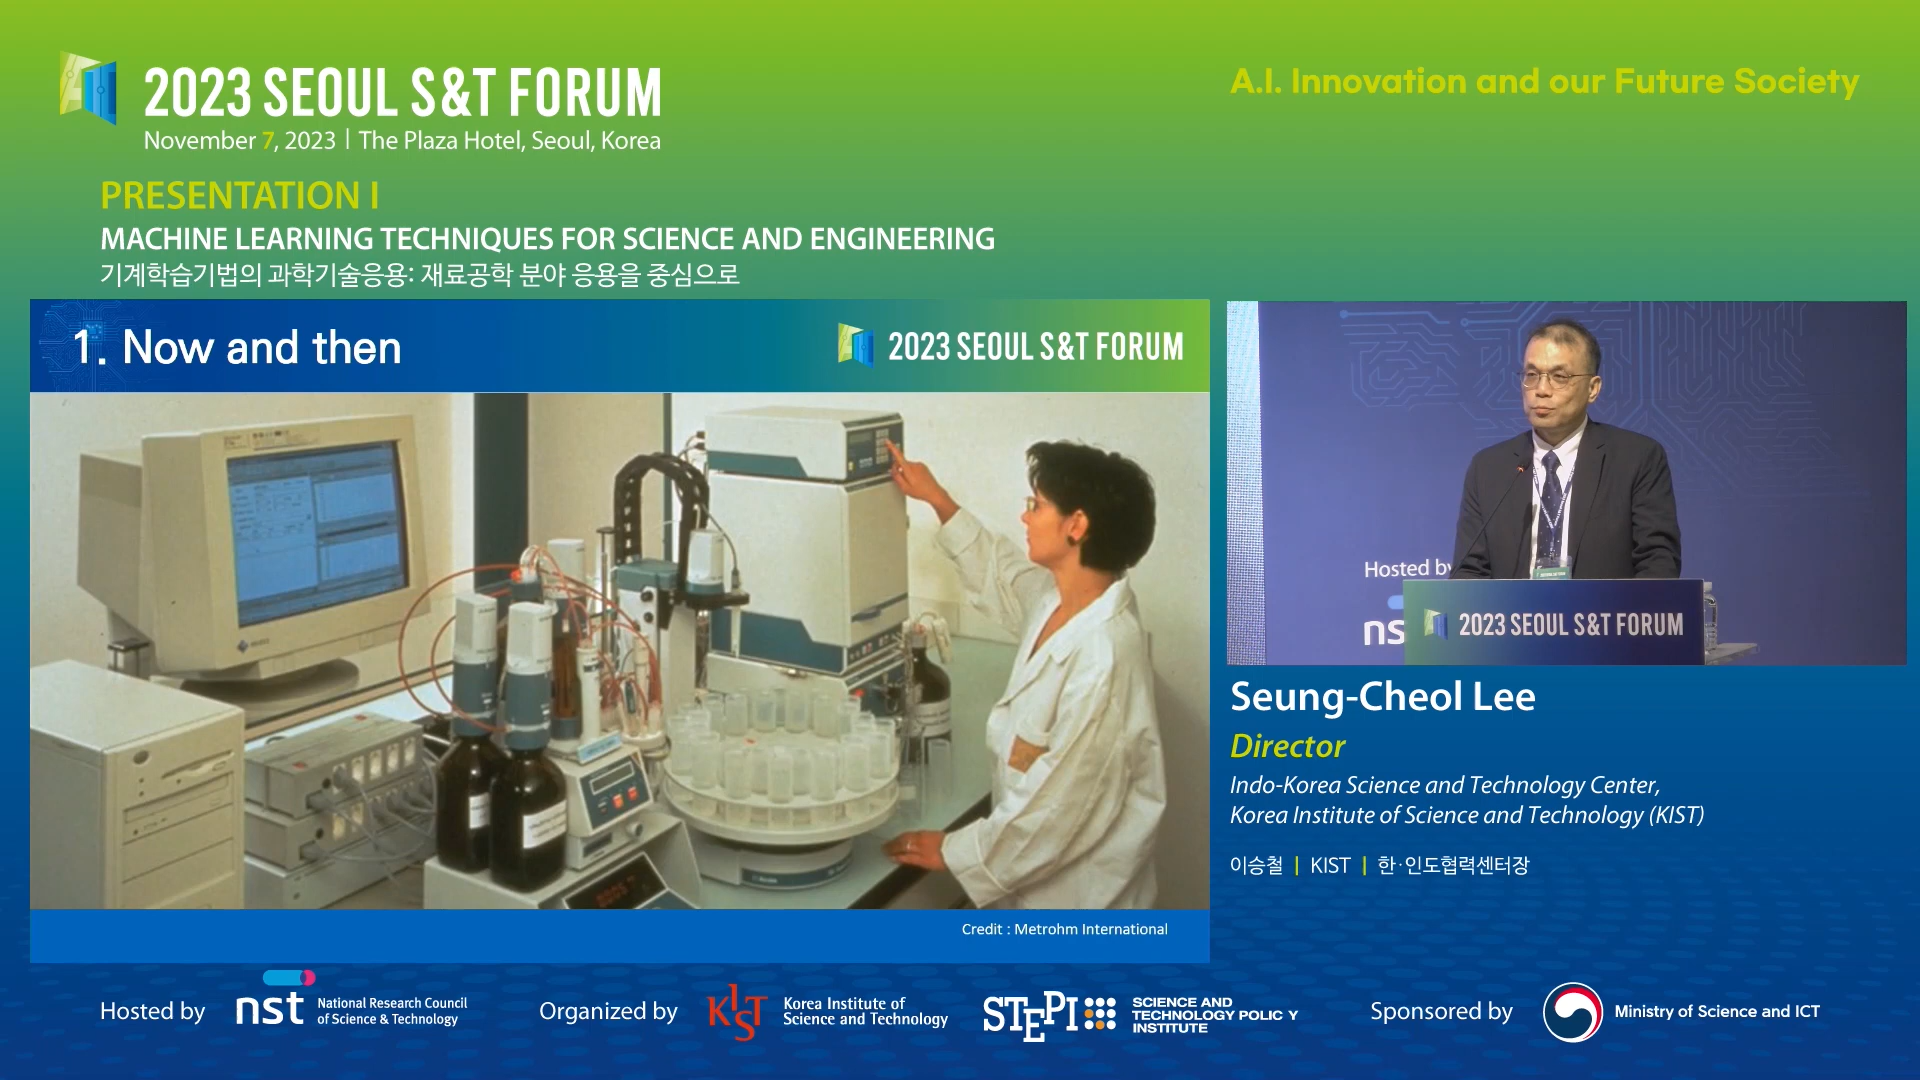 2023 SEOUL S&T FORUM
November 7, 2023 | The Plaza Hotel, Seoul, Korea
A.I. Innovation and our Future Society
PRESENTATION I
MACHINE LEARNING TECHNIQUES FOR SCIENCE AND ENGINEERING
기계학습기법의 과학기술응용: 재료공학 분야 응용을 중심으로
1. Now and then
2023 SEOUL S&T FORUM
Credit : Metrohm International
Hosted by
ns
2023 SEOUL S&T FORUM
Seung-Cheol Lee
Director
Indo-Korea Science and Technology Center,
Korea Institute of Science and Technology (KIST)
이승철 | KIST | 한·인도협력센터장
Hosted by
nst
National Research Council
of Science & Technology
Organized by
KIST
Korea Institute of
Science and Technology
STEPI
SCIENCE AND
TECHNOLOGY POLIC Y
INSTITUTE
Sponsored by
Ministry of Science and ICT